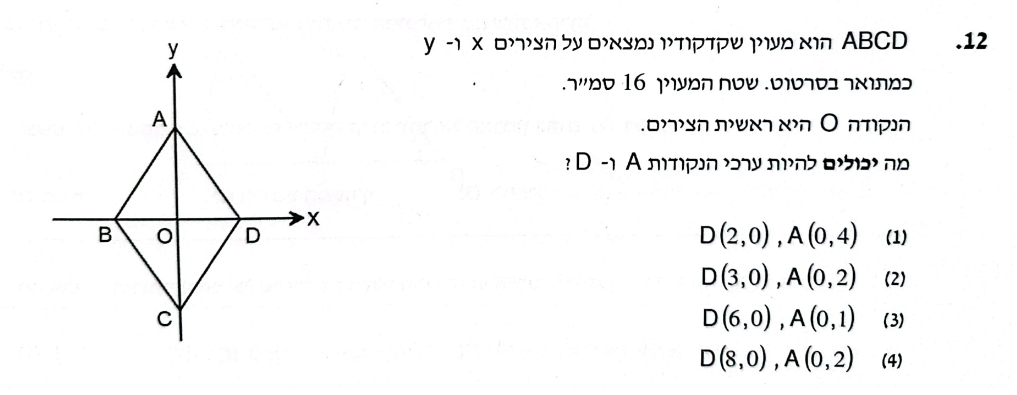 12. ABCD הוא מעוין שקדקודיו נמצאים על הצירים x ו- y
כמתואר בסרטוט. שטח המעוין 16 סמ״ר.
הנקודה O היא ראשית הצירים.
מה יכולים להיות ערכי הנקודות A ו- D?
(1) D(2,0) , A(0,4)
(2) D(3,0) , A(0,2)
(3) D(6,0) , A(0,1)
(4) D(8,0) , A(0,2)
y
A
x
B O D
C